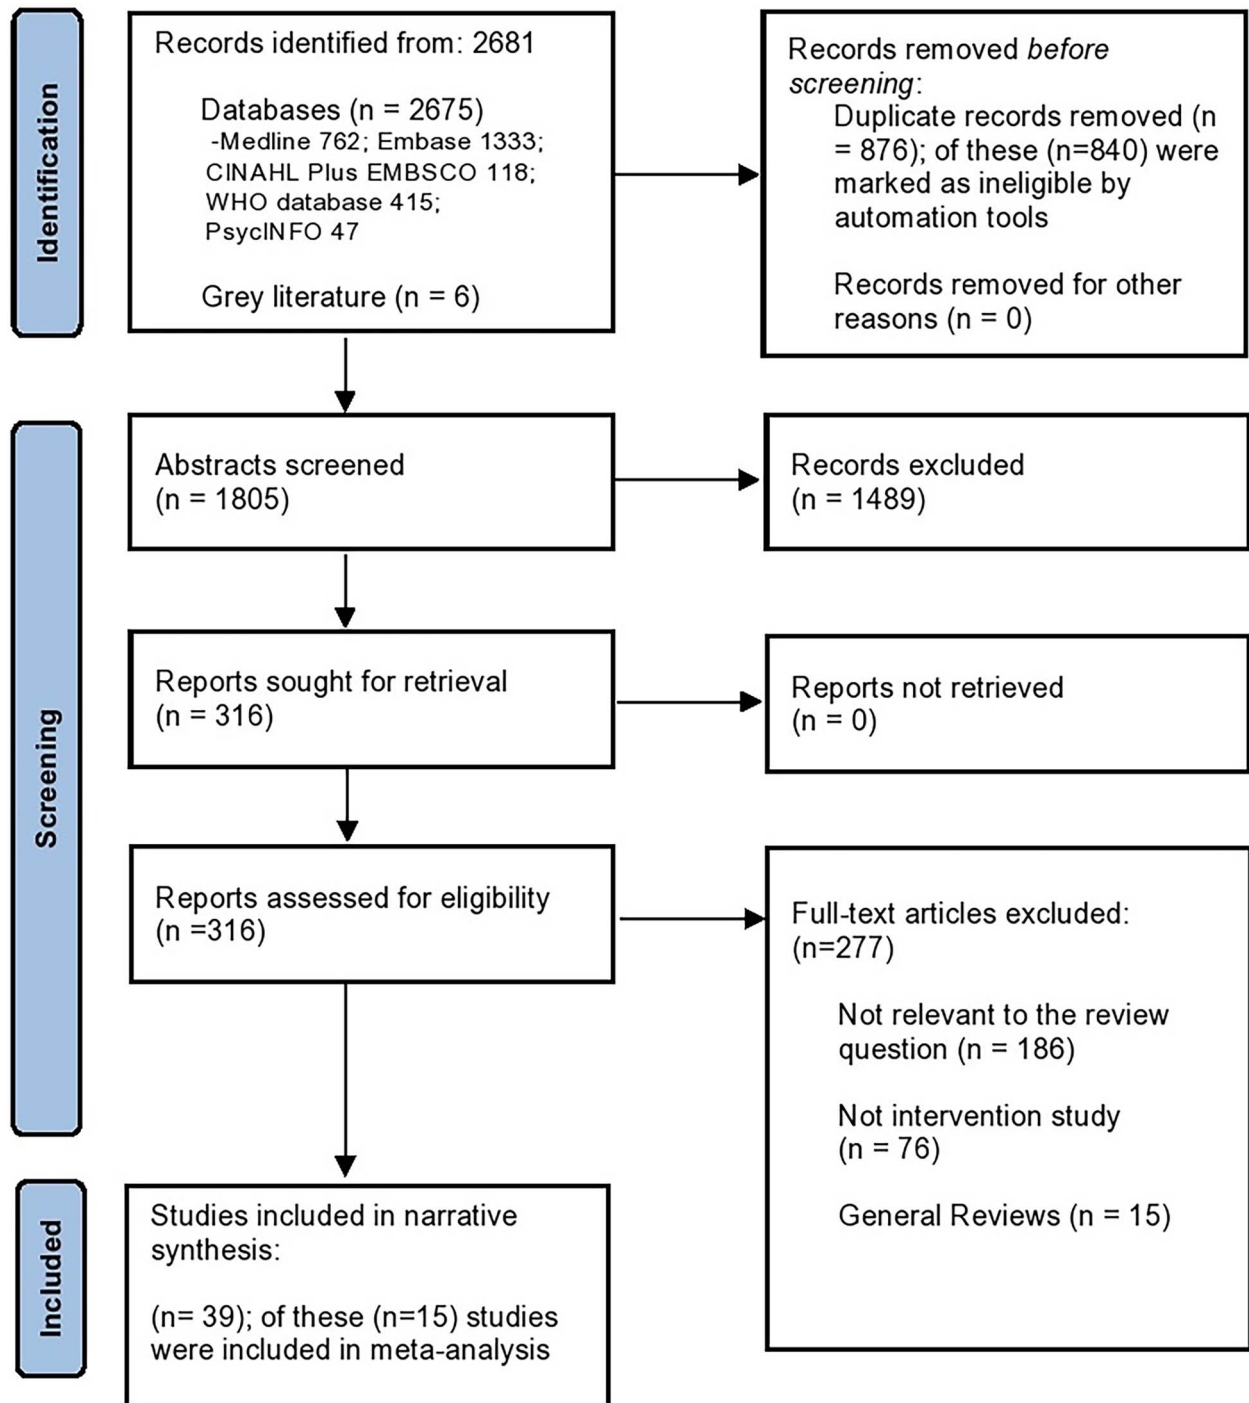 Identification
Records identified from: 2681
Databases (n = 2675)
-Medline 762; Embase 1333;
CINAHL Plus EMBSCO 118;
WHO database 415;
PsycINFO 47
Grey literature (n = 6)
Records removed before
screening:
Duplicate records removed (n
= 876); of these (n=840) were
marked as ineligible by
automation tools
Records removed for other
reasons (n = 0)
Screening
Abstracts screened
(n = 1805)
Records excluded
(n = 1489)
Reports sought for retrieval
(n = 316)
Reports not retrieved
(n = 0)
Reports assessed for eligibility
(n =316)
Full-text articles excluded:
(n=277)
Not relevant to the review
question (n = 186)
Not intervention study
(n = 76)
General Reviews (n = 15)
Included
Studies included in narrative
synthesis:
(n= 39); of these (n=15) studies
were included in meta-analysis